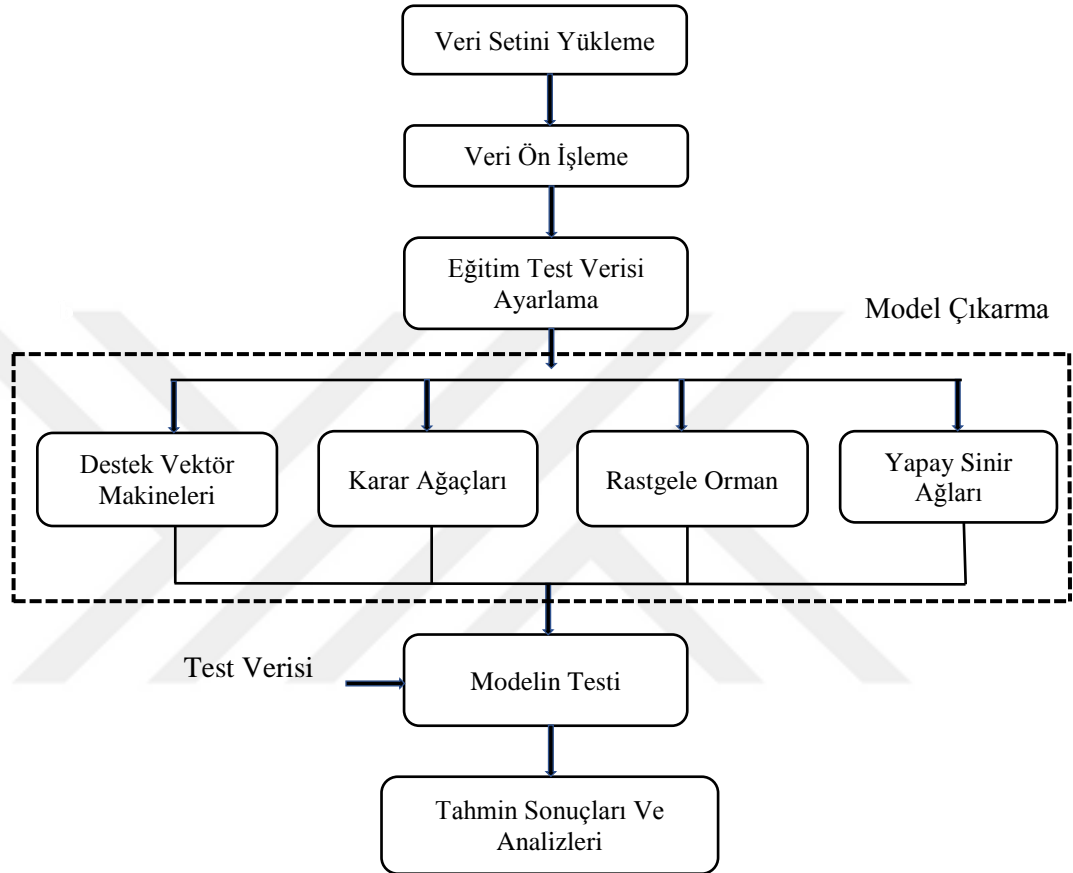 Veri Setini Yükleme
Veri Ön İşleme
Eğitim Test Verisi
Ayarlama
Model Çıkarma
Destek Vektör
Makineleri
Karar Ağaçları
Rastgele Orman
Yapay Sinir
Ağları
Test Verisi
Modelin Testi
Tahmin Sonuçları Ve
Analizleri